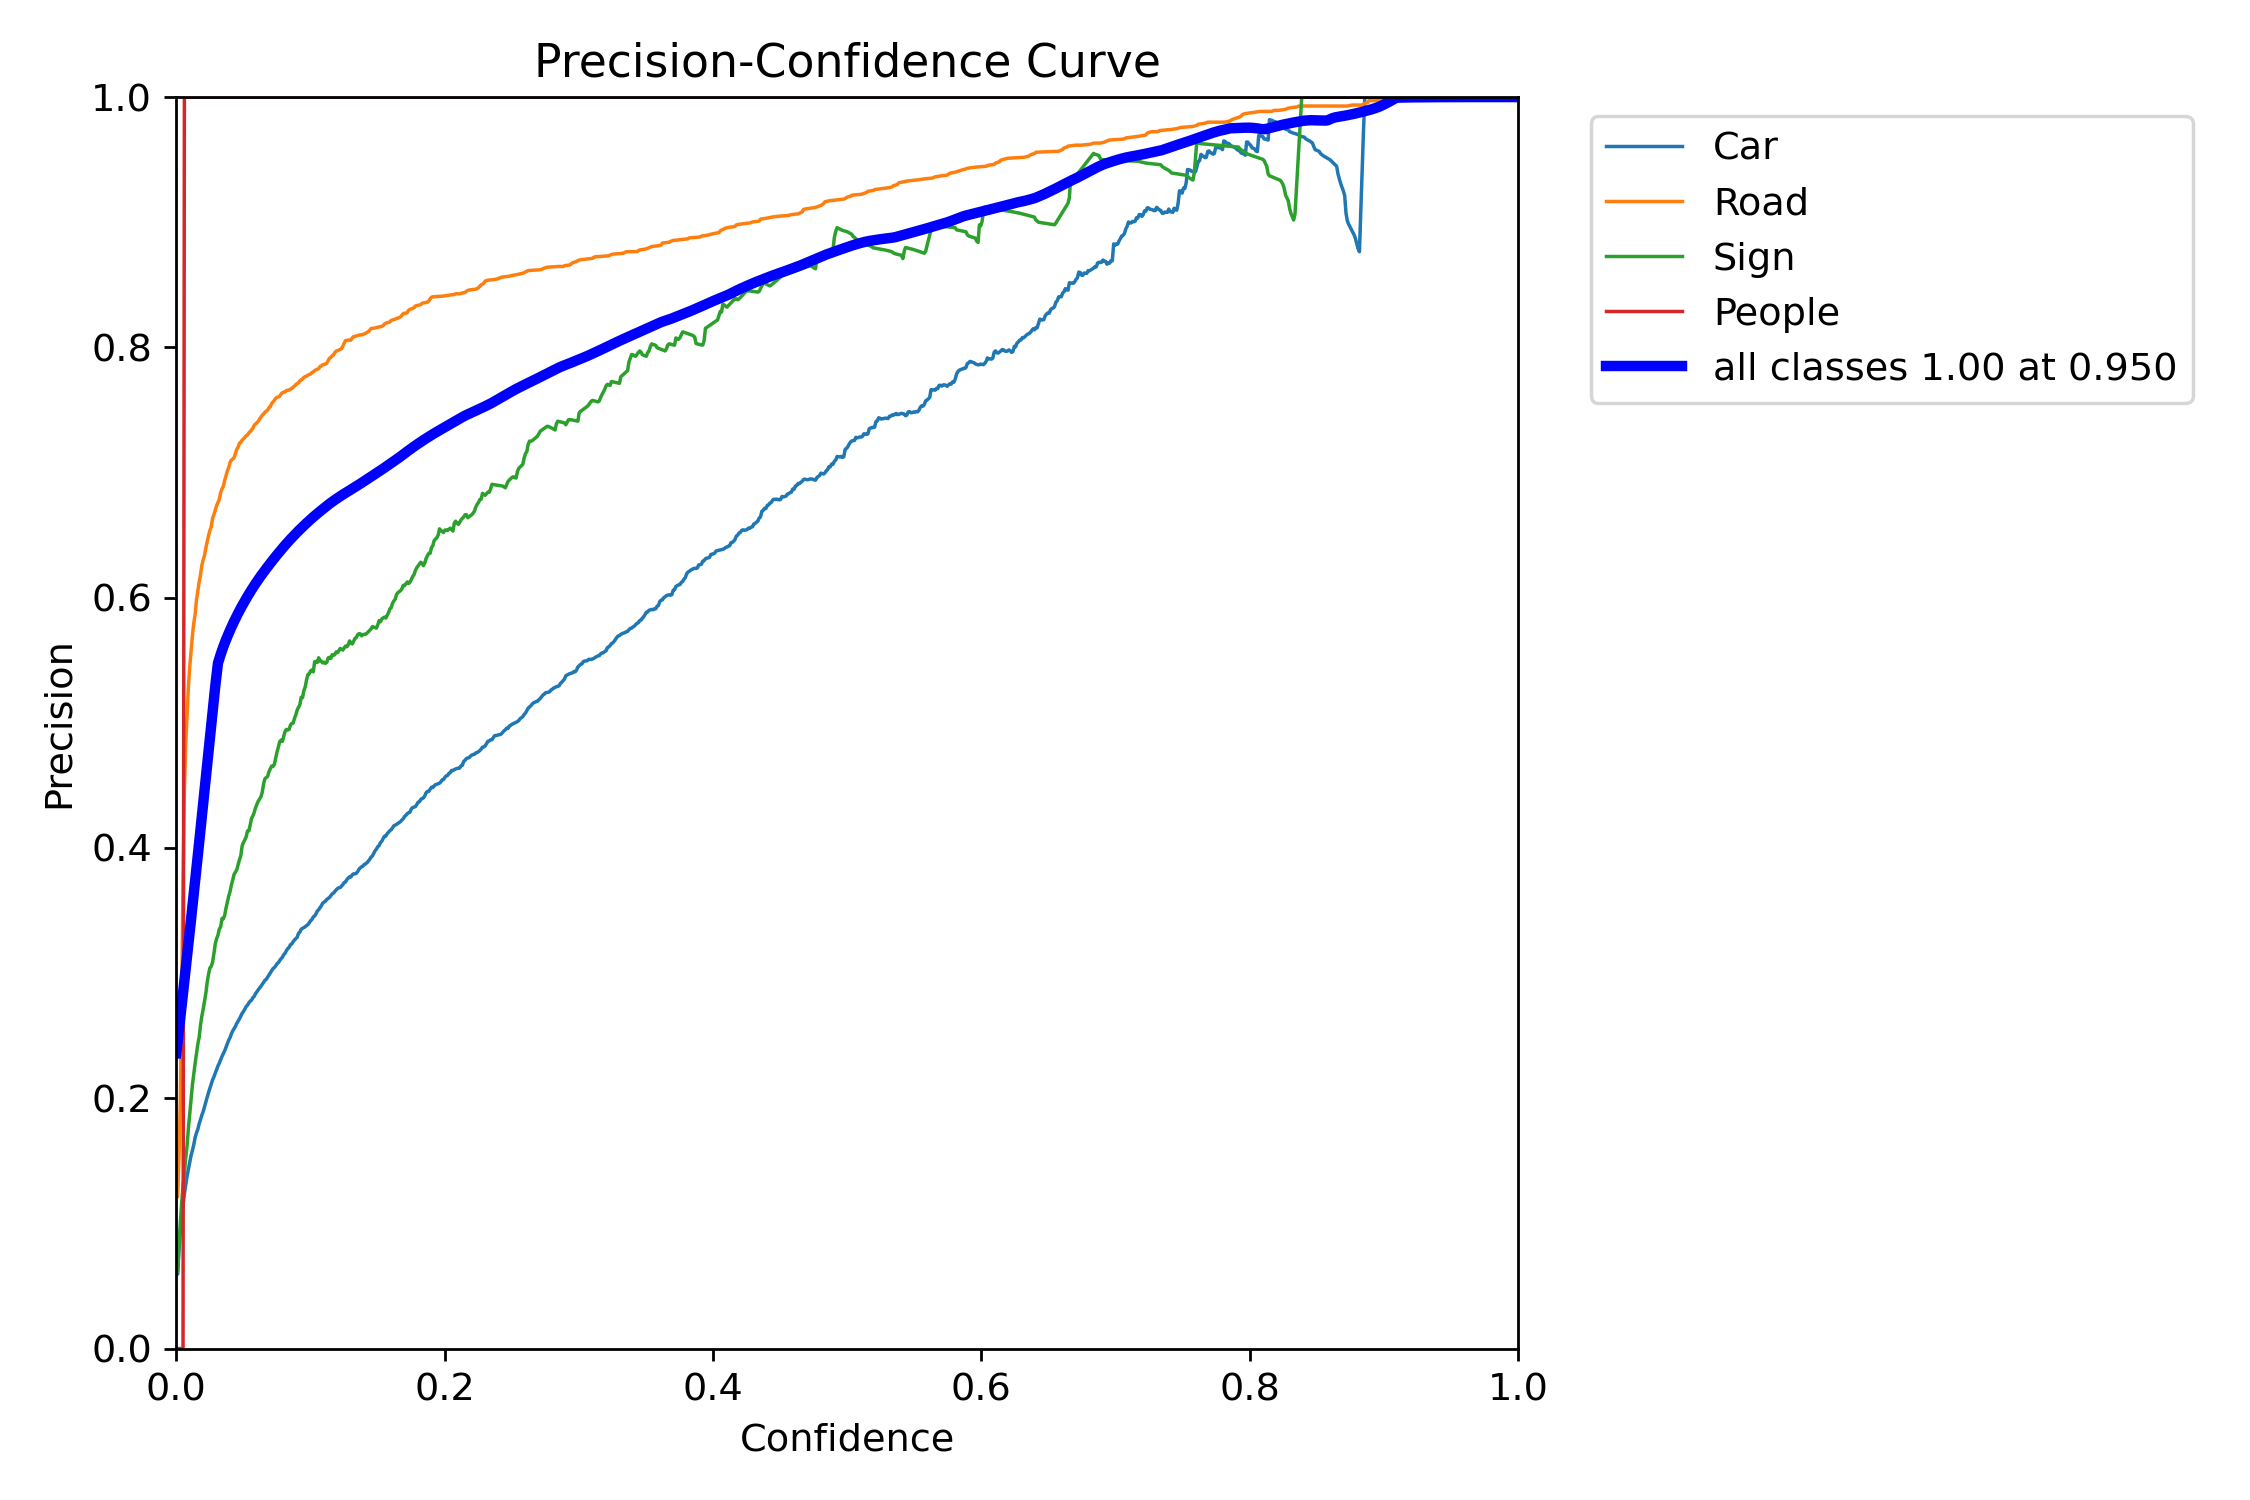 Precision-Confidence Curve
1.0
0.8
0.6
0.4
0.2
0.0
Precision
0.0 0.2 0.4 0.6 0.8 1.0
Confidence
Car
Road
Sign
People
all classes 1.00 at 0.950